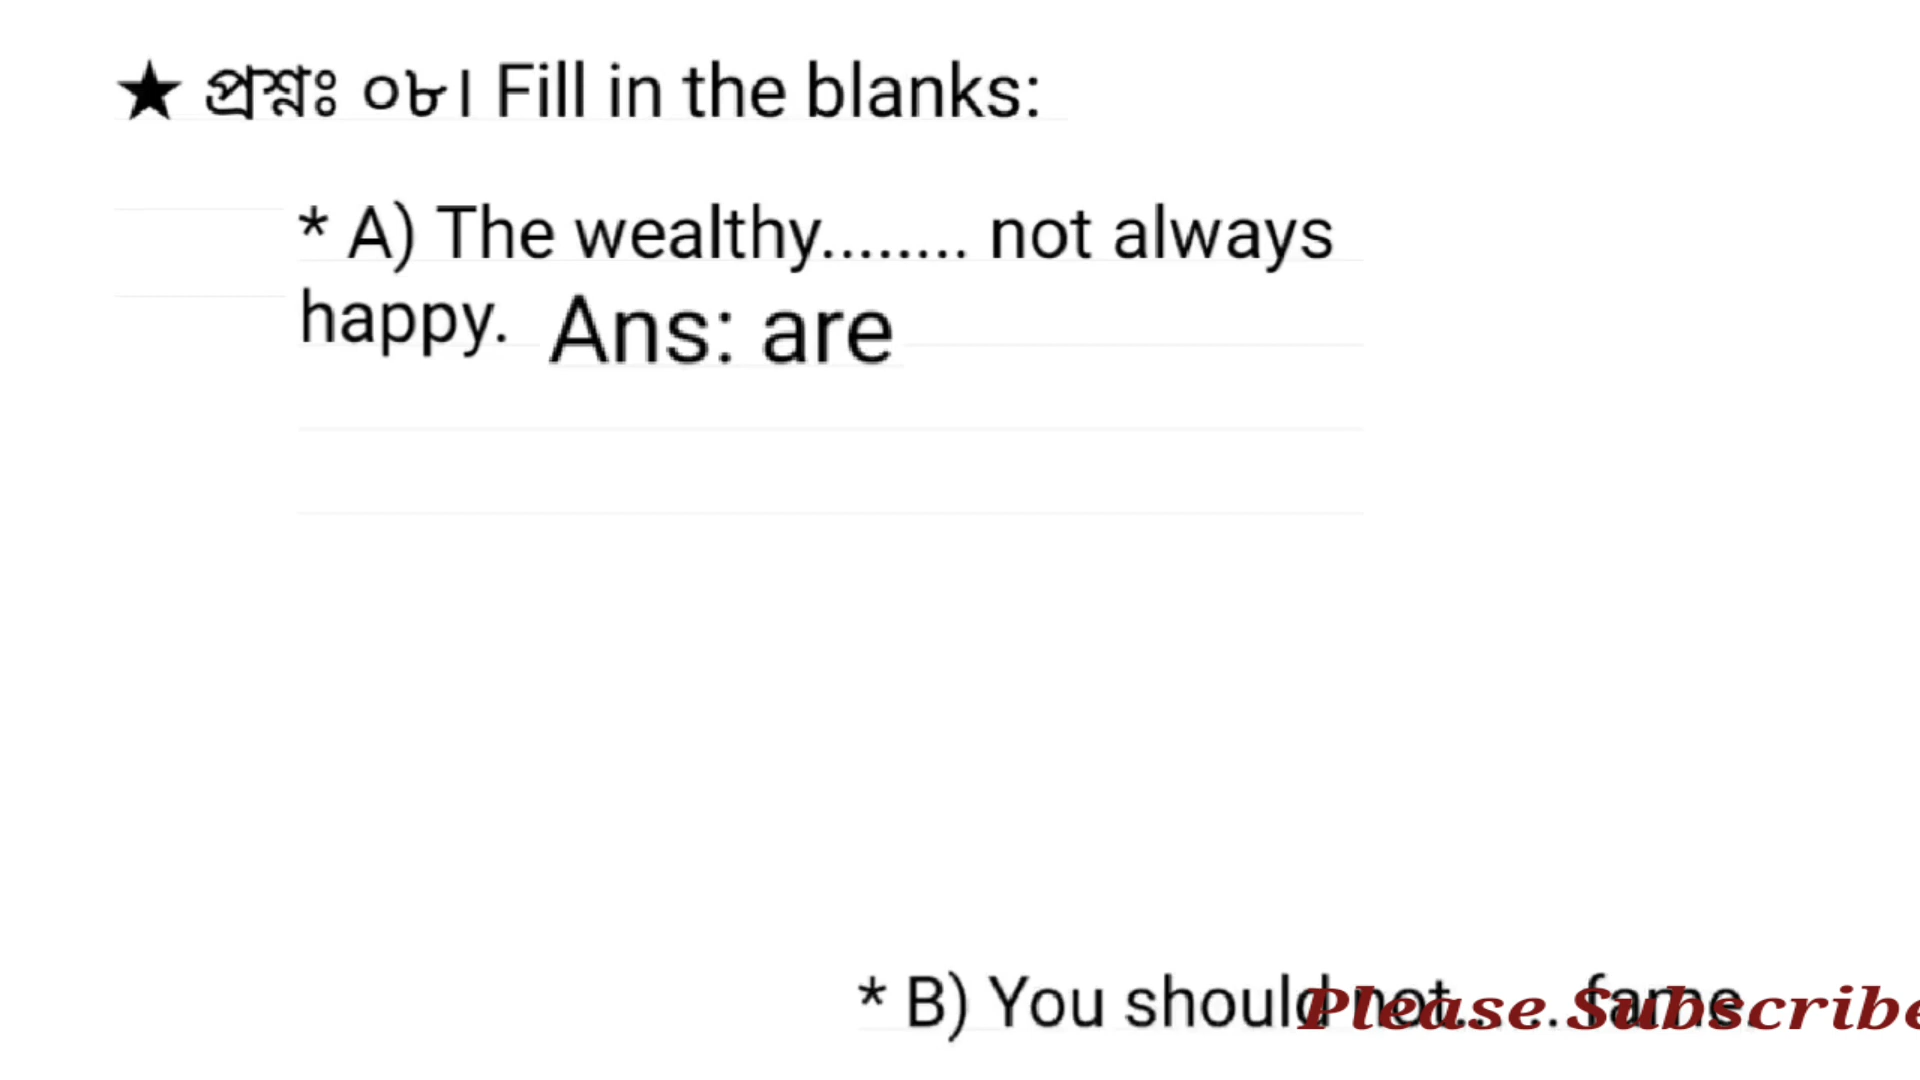 ★ প্রশ্নঃ ০৮। Fill in the blanks:
* A) The wealthy........ not always
happy. Ans: are
* B) You should not...... fame.
Please Subscribe